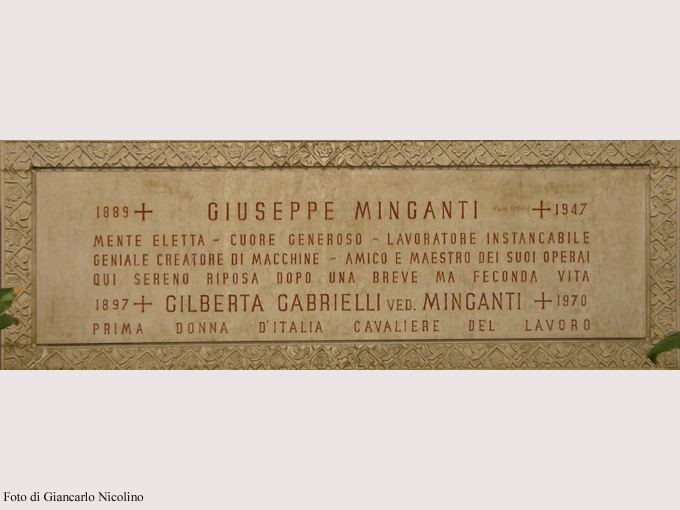 1889 + GIUSEPPE MINGANTI + 1947
MENTE ELETTA - CUORE GENEROSO - LAVORATORE INSTANCABILE
GENIALE CREATORE DI MACCHINE - AMICO E MAESTRO DEI SUOI OPERAI
QUI SERENO RIPOSA DOPO UNA BREVE MA FECONDA VITA
1897 + GILBERTA GABRIELLI VED. MINGANTI + 1970
PRIMA DONNA D'ITALIA CAVALIERE DEL LAVORO
Foto di Giancarlo Nicolino